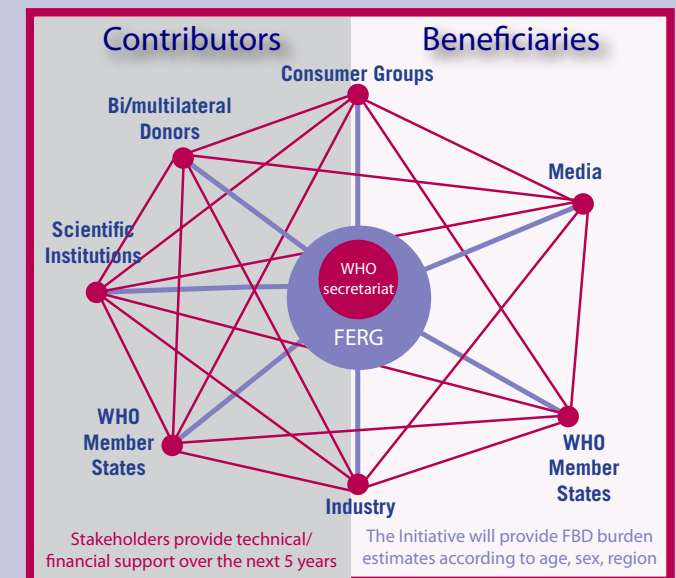 Contributors
Beneficiaries
Consumer Groups
Bi/multilateral
Donors
Media
Scientific
Institutions
WHO
secretariat
FERG
WHO
Member
States
WHO
Member
States
Industry
Stakeholders provide technical/
financial support over the next 5 years
The Initiative will provide FBD burden
estimates according to age, sex, region